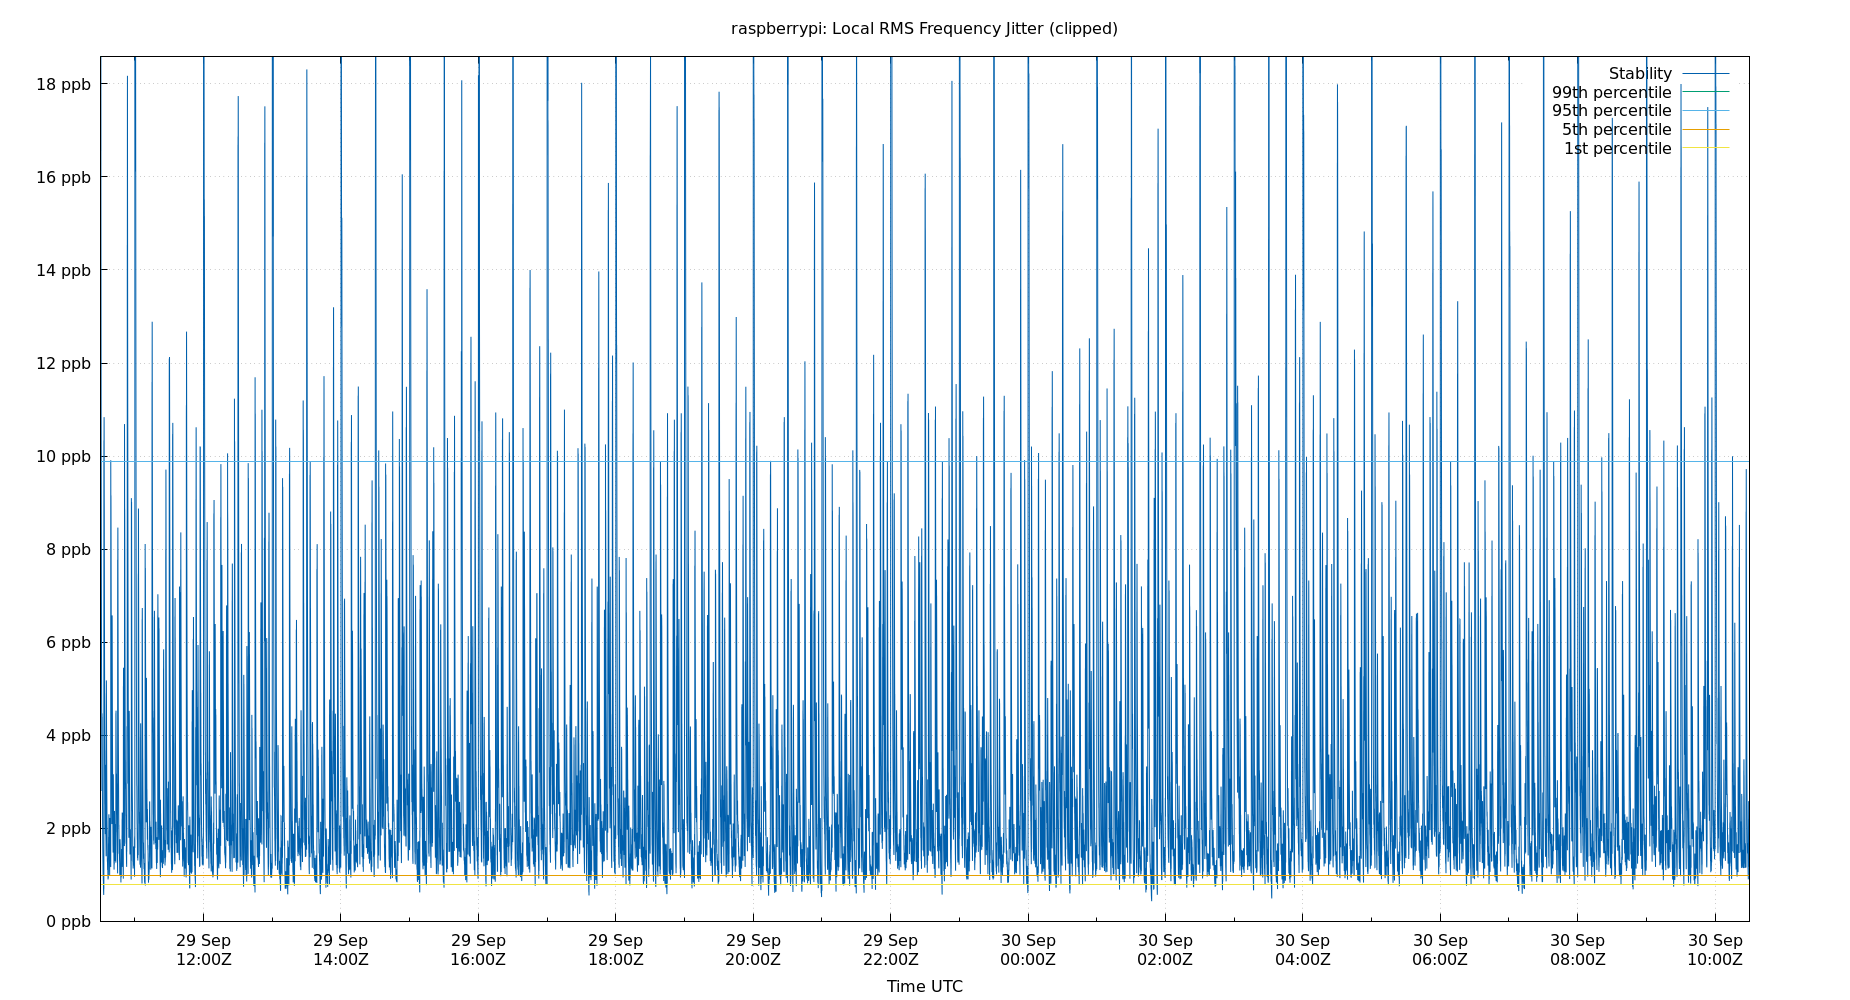 raspberrypi: Local RMS Frequency Jitter (clipped)
18 ppb
16 ppb
14 ppb
12 ppb
10 ppb
8 ppb
6 ppb
4 ppb
2 ppb
0 ppb
Stability
99th percentile
95th percentile
5th percentile
1st percentile
29 Sep 29 Sep 29 Sep 29 Sep 29 Sep 29 Sep 30 Sep 30 Sep 30 Sep 30 Sep 30 Sep 30 Sep
12:00Z 14:00Z 16:00Z 18:00Z 20:00Z 22:00Z 00:00Z 02:00Z 04:00Z 06:00Z 08:00Z 10:00Z
Time UTC